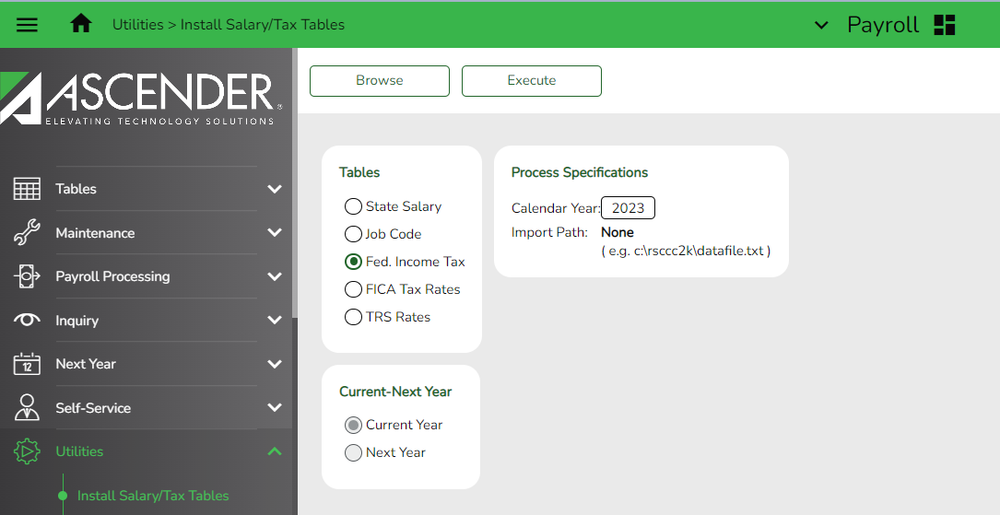 Utilities > Install Salary/Tax Tables
Payroll
ASCENDER
ELEVATING TECHNOLOGY SOLUTIONS
Tables
Maintenance
Payroll Processing
Inquiry
12
Next Year
Self-Service
Utilities
Install Salary/Tax Tables
Browse
Execute
Tables
State Salary
Job Code
Fed. Income Tax
FICA Tax Rates
TRS Rates
Process Specifications
Calendar Year: 2023
Import Path: None
( e.g. c:\rsccc2k\datafile.txt )
Current-Next Year
Current Year
Next Year